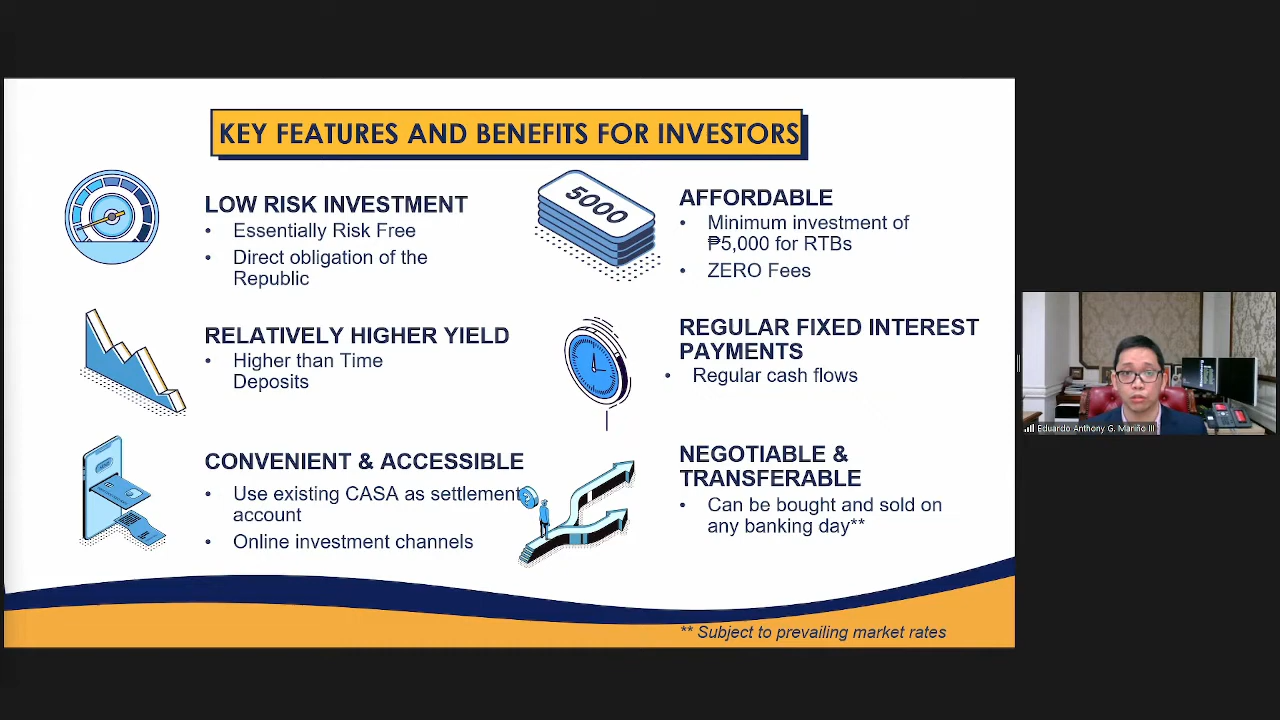 KEY FEATURES AND BENEFITS FOR INVESTORS
LOW RISK INVESTMENT
• Essentially Risk Free
• Direct obligation of the
Republic
RELATIVELY HIGHER YIELD
• Higher than Time
Deposits
CONVENIENT & ACCESSIBLE
• Use existing CASA as settlement
account
• Online investment channels
5000
AFFORDABLE
• Minimum investment of
₱5,000 for RTBs
• ZERO Fees
REGULAR FIXED INTEREST
PAYMENTS
• Regular cash flows
NEGOTIABLE &
TRANSFERABLE
• Can be bought and sold on
any banking day**
** Subject to prevailing market rates
Eduardo Anthony G. Mariño III